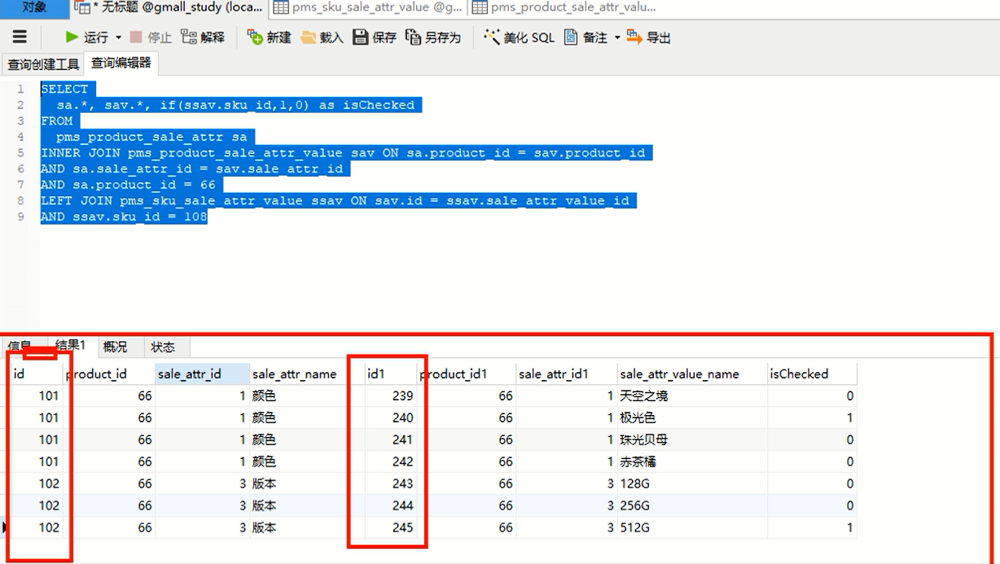 对象 * 无标题 @gmall_study (loca... pms_sku_sale_attr_value @g... pms_product_sale_attr_valu...
运行 停止 解释 新建 载入 保存 另存为 美化 SQL 备注 导出
查询创建工具 查询编辑器
1 SELECT
2 sa.*, sav.*, if(ssav.sku_id,1,0) as isChecked
3 FROM
4 pms_product_sale_attr sa
5 INNER JOIN pms_product_sale_attr_value sav ON sa.product_id = sav.product_id
6 AND sa.sale_attr_id = sav.sale_attr_id
7 AND sa.product_id = 66
8 LEFT JOIN pms_sku_sale_attr_value ssav ON sav.id = ssav.sale_attr_value_id
9 AND ssav.sku_id = 108
信息 结果1 概况 状态
id product_id sale_attr_id sale_attr_name id1 product_id1 sale_attr_id1 sale_attr_value_name isChecked
101 66 1 颜色 239 66 1 天空之境 0
101 66 1 颜色 240 66 1 极光色 1
101 66 1 颜色 241 66 1 珠光贝母 0
101 66 1 颜色 242 66 1 赤茶橘 0
102 66 3 版本 243 66 3 128G 0
102 66 3 版本 244 66 3 256G 0
102 66 3 版本 245 66 3 512G 1